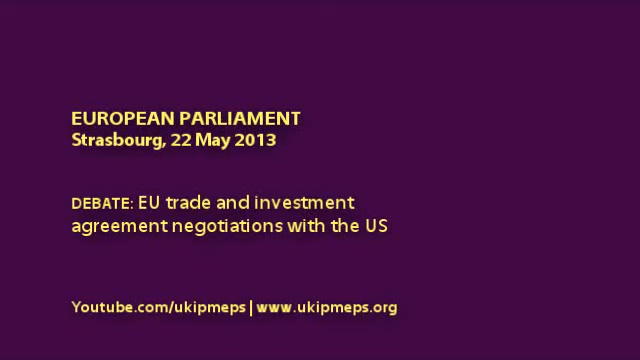 EUROPEAN PARLIAMENT
Strasbourg, 22 May 2013
DEBATE: EU trade and investment
agreement negotiations with the US
Youtube.com/ukipmeps | www.ukipmeps.org